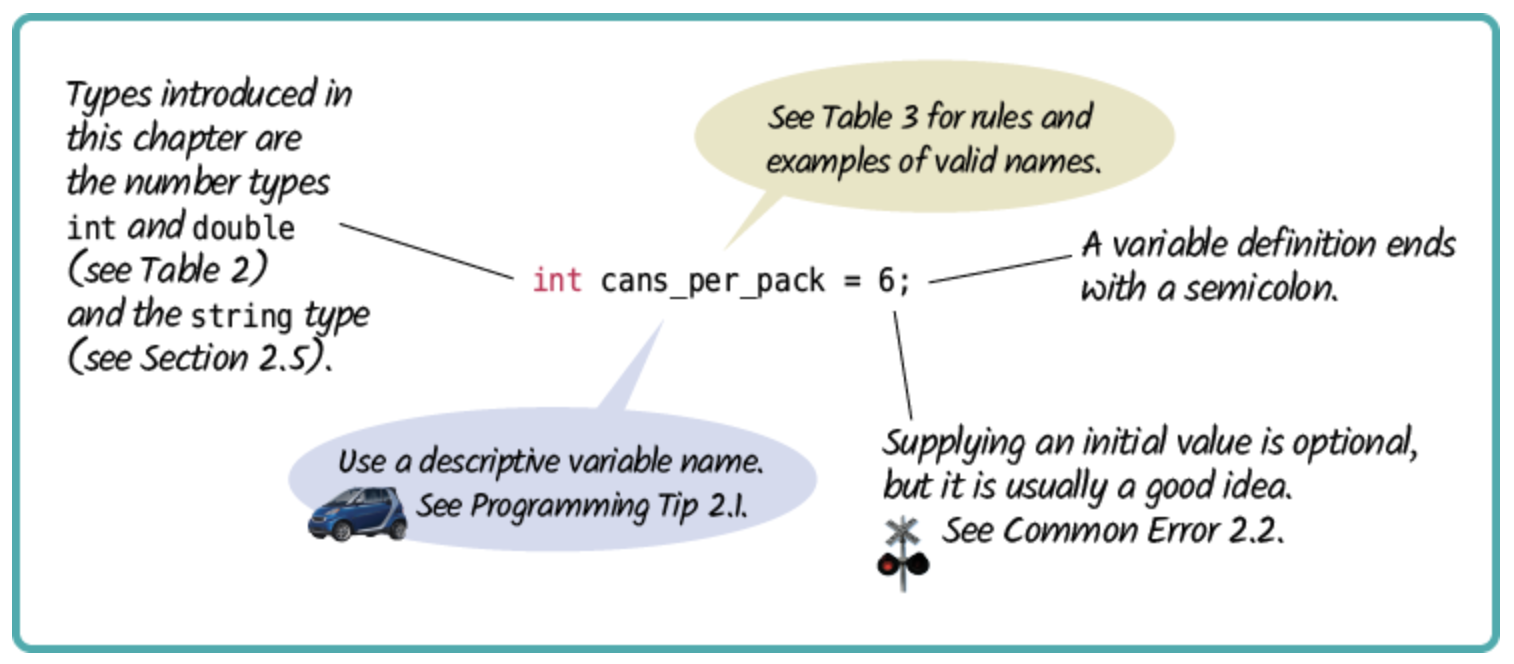 Types introduced in
this chapter are
the number types
int and double
(see Table 2)
and the string type
(see Section 2.5).
See Table 3 for rules and
examples of valid names.
int cans_per_pack = 6;
A variable definition ends
with a semicolon.
Use a descriptive variable name.
See Programming Tip 2.1.
Supplying an initial value is optional,
but it is usually a good idea.
See Common Error 2.2.